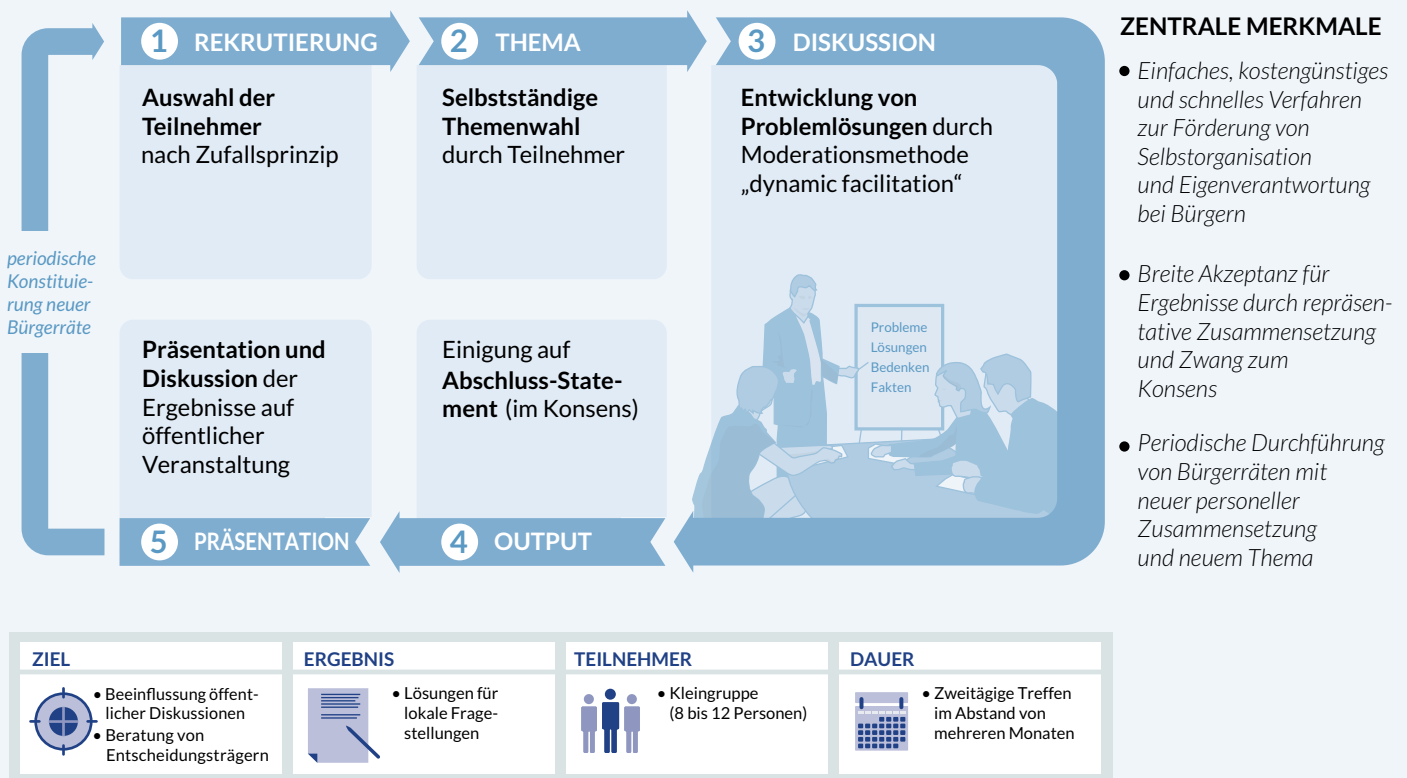 1 REKRUTIERUNG
Auswahl der
Teilnehmer
nach Zufallsprinzip
2 THEMA
Selbstständige
Themenwahl
durch Teilnehmer
3 DISKUSSION
Entwicklung von
Problemlösungen durch
Moderationsmethode
„dynamic facilitation“
Probleme
Lösungen
Bedenken
Fakten
Einigung auf
Abschluss-State-
ment (im Konsens)
4 OUTPUT
Präsentation und
Diskussion der
Ergebnisse auf
öffentlicher
Veranstaltung
5 PRÄSENTATION
periodische
Konstituie-
rung neuer
Bürgerräte
ZENTRALE MERKMALE
• Einfaches, kostengünstiges
und schnelles Verfahren
zur Förderung von
Selbstorganisation
und Eigenverantwortung
bei Bürgern
• Breite Akzeptanz für
Ergebnisse durch repräsen-
tative Zusammensetzung
und Zwang zum
Konsens
• Periodische Durchführung
von Bürgerräten mit
neuer personeller
Zusammensetzung
und neuem Thema
ZIEL
• Beeinflussung öffent-
licher Diskussionen
• Beratung von
Entscheidungsträgern
ERGEBNIS
• Lösungen für
lokale Frage-
stellungen
TEILNEHMER
• Kleingruppe
(8 bis 12 Personen)
DAUER
• Zweitägige Treffen
im Abstand von
mehreren Monaten